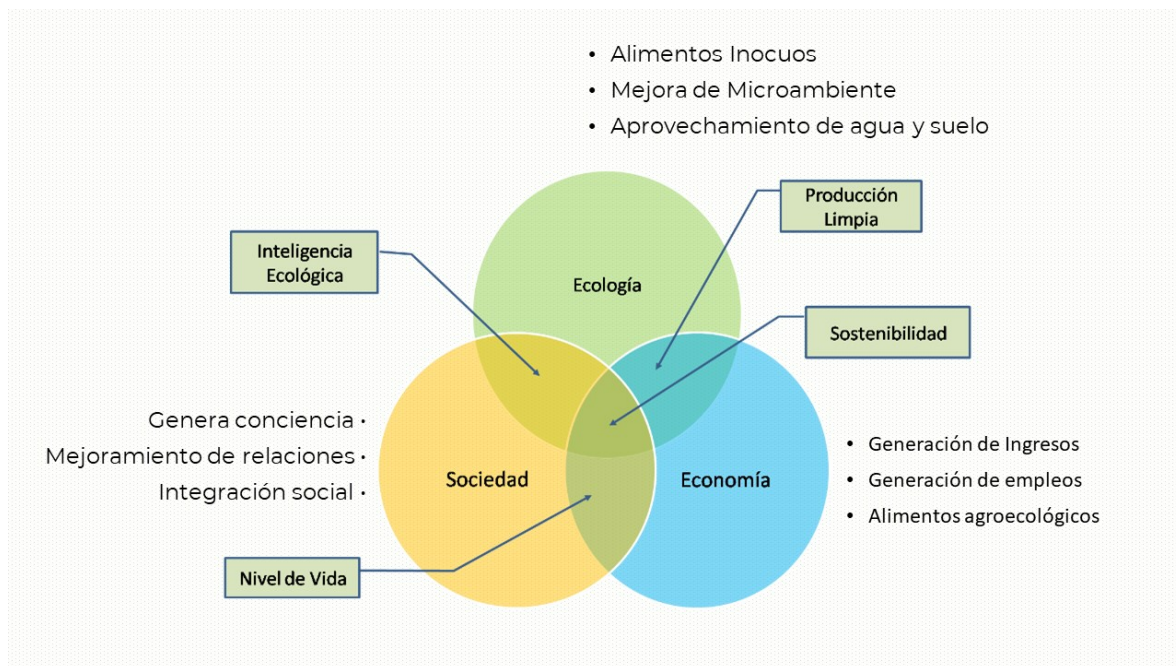 • Alimentos Inocuos
• Mejora de Microambiente
• Aprovechamiento de agua y suelo
Producción
Limpia
Inteligencia
Ecológica
Ecología
Sostenibilidad
Genera conciencia •
Mejoramiento de relaciones •
Integración social •
Sociedad
Economía
• Generación de Ingresos
• Generación de empleos
• Alimentos agroecológicos
Nivel de Vida